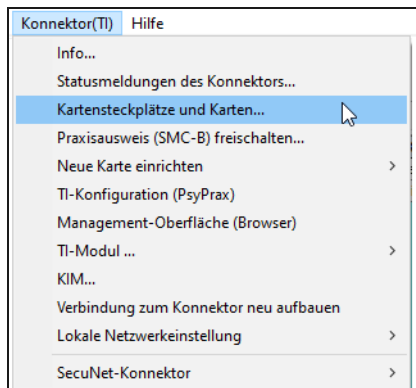 Konnektor(TI) Hilfe
Info...
Statusmeldungen des Konnektors...
Kartensteckplätze und Karten...
Praxisausweis (SMC-B) freischalten...
Neue Karte einrichten
TI-Konfiguration (PsyPrax)
Management-Oberfläche (Browser)
TI-Modul ...
KIM...
Verbindung zum Konnektor neu aufbauen
Lokale Netzwerkeinstellung
SecuNet-Konnektor